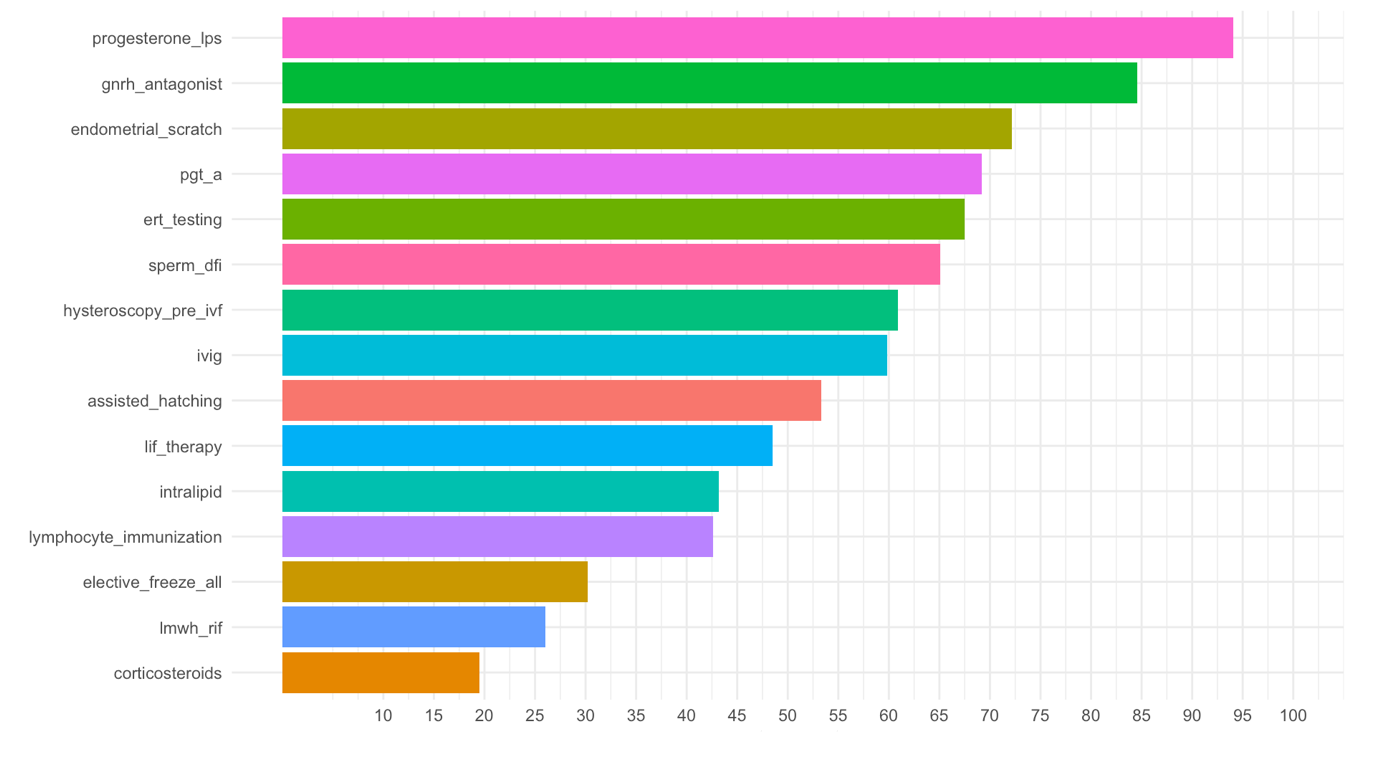 progesterone_lps
gnrh_antagonist
endometrial_scratch
pgt_a
ert_testing
sperm_dfi
hysteroscopy_pre_ivf
ivig
assisted_hatching
lif_therapy
intralipid
lymphocyte_immunization
elective_freeze_all
lmwh_rif
corticosteroids
10 15 20 25 30 35 40 45 50 55 60 65 70 75 80 85 90 95 100